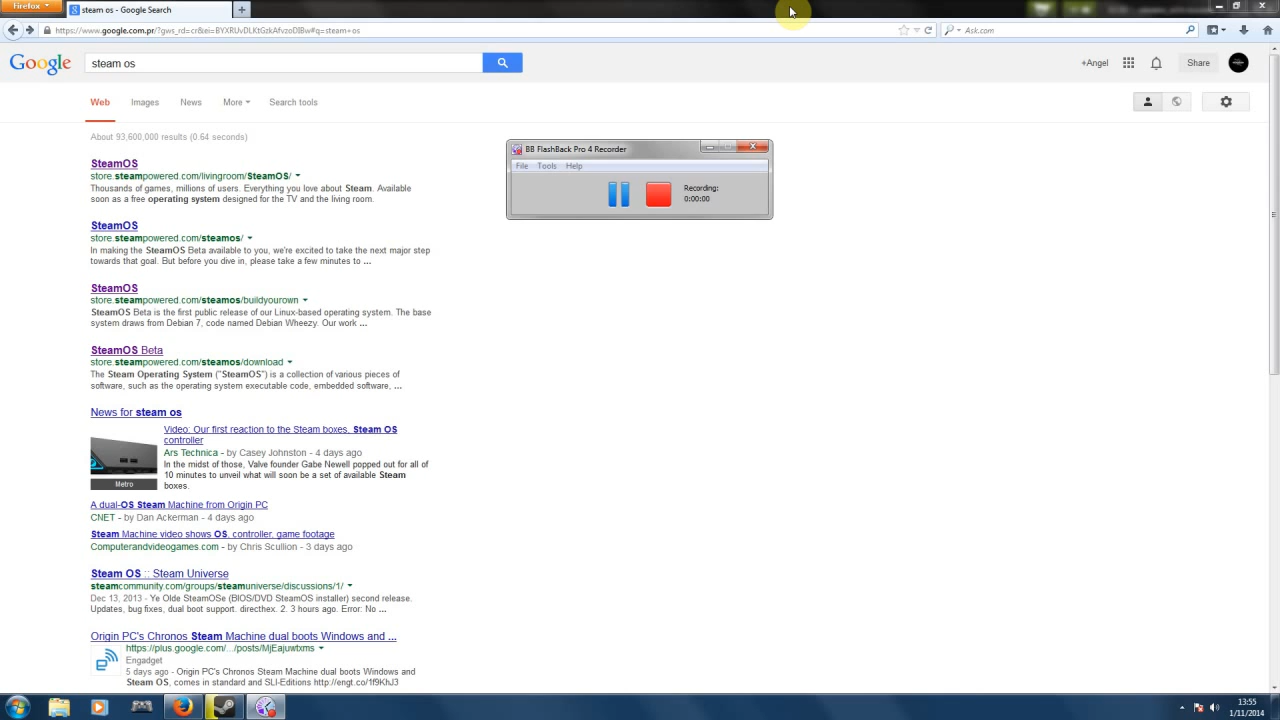 Firefox
steam os - Google Search
https://www.google.com.pr/?gws_rd=cr&ei=BYXRUvDLKtGzkAfvzoDIBw#q=steam+os
Ask.com
Google
steam os
+Angel
Share
Web Images News More Search tools
About 93,600,000 results (0.64 seconds)
SteamOS
store.steampowered.com/livingroom/SteamOS/
Thousands of games, millions of users. Everything you love about Steam. Available
soon as a free operating system designed for the TV and the living room.
SteamOS
store.steampowered.com/steamos/
In making the SteamOS Beta available to you, we're excited to take the next major step
towards that goal. But before you dive in, please take a few minutes to ...
SteamOS
store.steampowered.com/steamos/buildyourown
SteamOS Beta is the first public release of our Linux-based operating system. The base
system draws from Debian 7, code named Debian Wheezy. Our work ...
SteamOS Beta
store.steampowered.com/steamos/download
The Steam Operating System ("SteamOS") is a collection of various pieces of
software, such as the operating system executable code, embedded software, ...
News for steam os
Video: Our first reaction to the Steam boxes, Steam OS
controller
Ars Technica - by Casey Johnston - 4 days ago
In the midst of those, Valve founder Gabe Newell popped out for all of
10 minutes to unveil what will soon be a set of available Steam
boxes.
Metro
A dual-OS Steam Machine from Origin PC
CNET - by Dan Ackerman - 4 days ago
Steam Machine video shows OS, controller, game footage
Computerandvideogames.com - by Chris Scullion - 3 days ago
Steam OS :: Steam Universe
steamcommunity.com/groups/steamuniverse/discussions/1/
Dec 13, 2013 - Ye Olde SteamOSe (BIOS/DVD SteamOS installer) second release.
Updates, bug fixes, dual boot support. directhex. 2. 3 hours ago. Error: No ...
Origin PC's Chronos Steam Machine dual boots Windows and ...
https://plus.google.com/.../posts/MjEajuwtxms
Engadget
5 days ago - Origin PC's Chronos Steam Machine dual boots Windows and
Steam OS, comes in standard and SLI-Editions http://engt.co/1f9KhJ3
BB FlashBack Pro 4 Recorder
File Tools Help
Recording:
0:00:00
13:55
1/11/2014